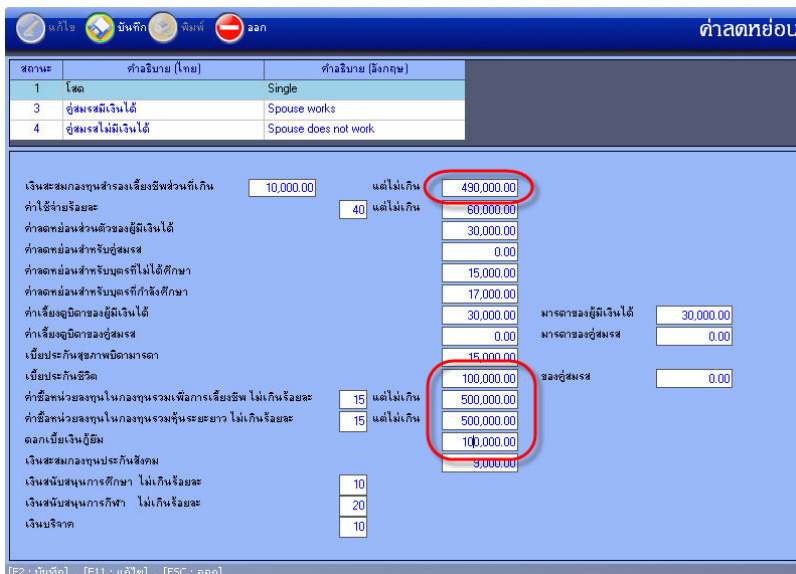 แก้ไข บันทึก พิมพ์ ออก ค่าลดหย่อน
สถานะ คำอธิบาย (ไทย) คำอธิบาย (อังกฤษ)
1 โสด Single
3 คู่สมรสมีเงินได้ Spouse works
4 คู่สมรสไม่มีเงินได้ Spouse does not work
เงินสะสมกองทุนสำรองเลี้ยงชีพส่วนที่เกิน 10,000.00 แต่ไม่เกิน 490,000.00
ค่าใช้จ่ายร้อยละ 40 แต่ไม่เกิน 60,000.00
ค่าลดหย่อนส่วนตัวของผู้มีเงินได้ 30,000.00
ค่าลดหย่อนสำหรับคู่สมรส 0.00
ค่าลดหย่อนสำหรับบุตรที่ไม่ได้ศึกษา 15,000.00
ค่าลดหย่อนสำหรับบุตรที่กำลังศึกษา 17,000.00
ค่าเลี้ยงดูบิดาของผู้มีเงินได้ 30,000.00 มารดาของผู้มีเงินได้ 30,000.00
ค่าเลี้ยงดูบิดาของคู่สมรส 0.00 มารดาของคู่สมรส 0.00
เบี้ยประกันสุขภาพบิดามารดา 15,000.00
เบี้ยประกันชีวิต 100,000.00 ของคู่สมรส 0.00
ค่าซื้อหน่วยลงทุนในกองทุนรวมเพื่อการเลี้ยงชีพ ไม่เกินร้อยละ 15 แต่ไม่เกิน 500,000.00
ค่าซื้อหน่วยลงทุนในกองทุนรวมหุ้นระยะยาว ไม่เกินร้อยละ 15 แต่ไม่เกิน 500,000.00
ดอกเบี้ยเงินกู้ยืม 100,000.00
เงินสะสมกองทุนประกันสังคม 9,000.00
เงินสนับสนุนการศึกษา ไม่เกินร้อยละ 10
เงินสนับสนุนการกีฬา ไม่เกินร้อยละ 20
เงินบริจาค 10
[F2 : บันทึก] [F11 : แก้ไข] [ESC : ออก]